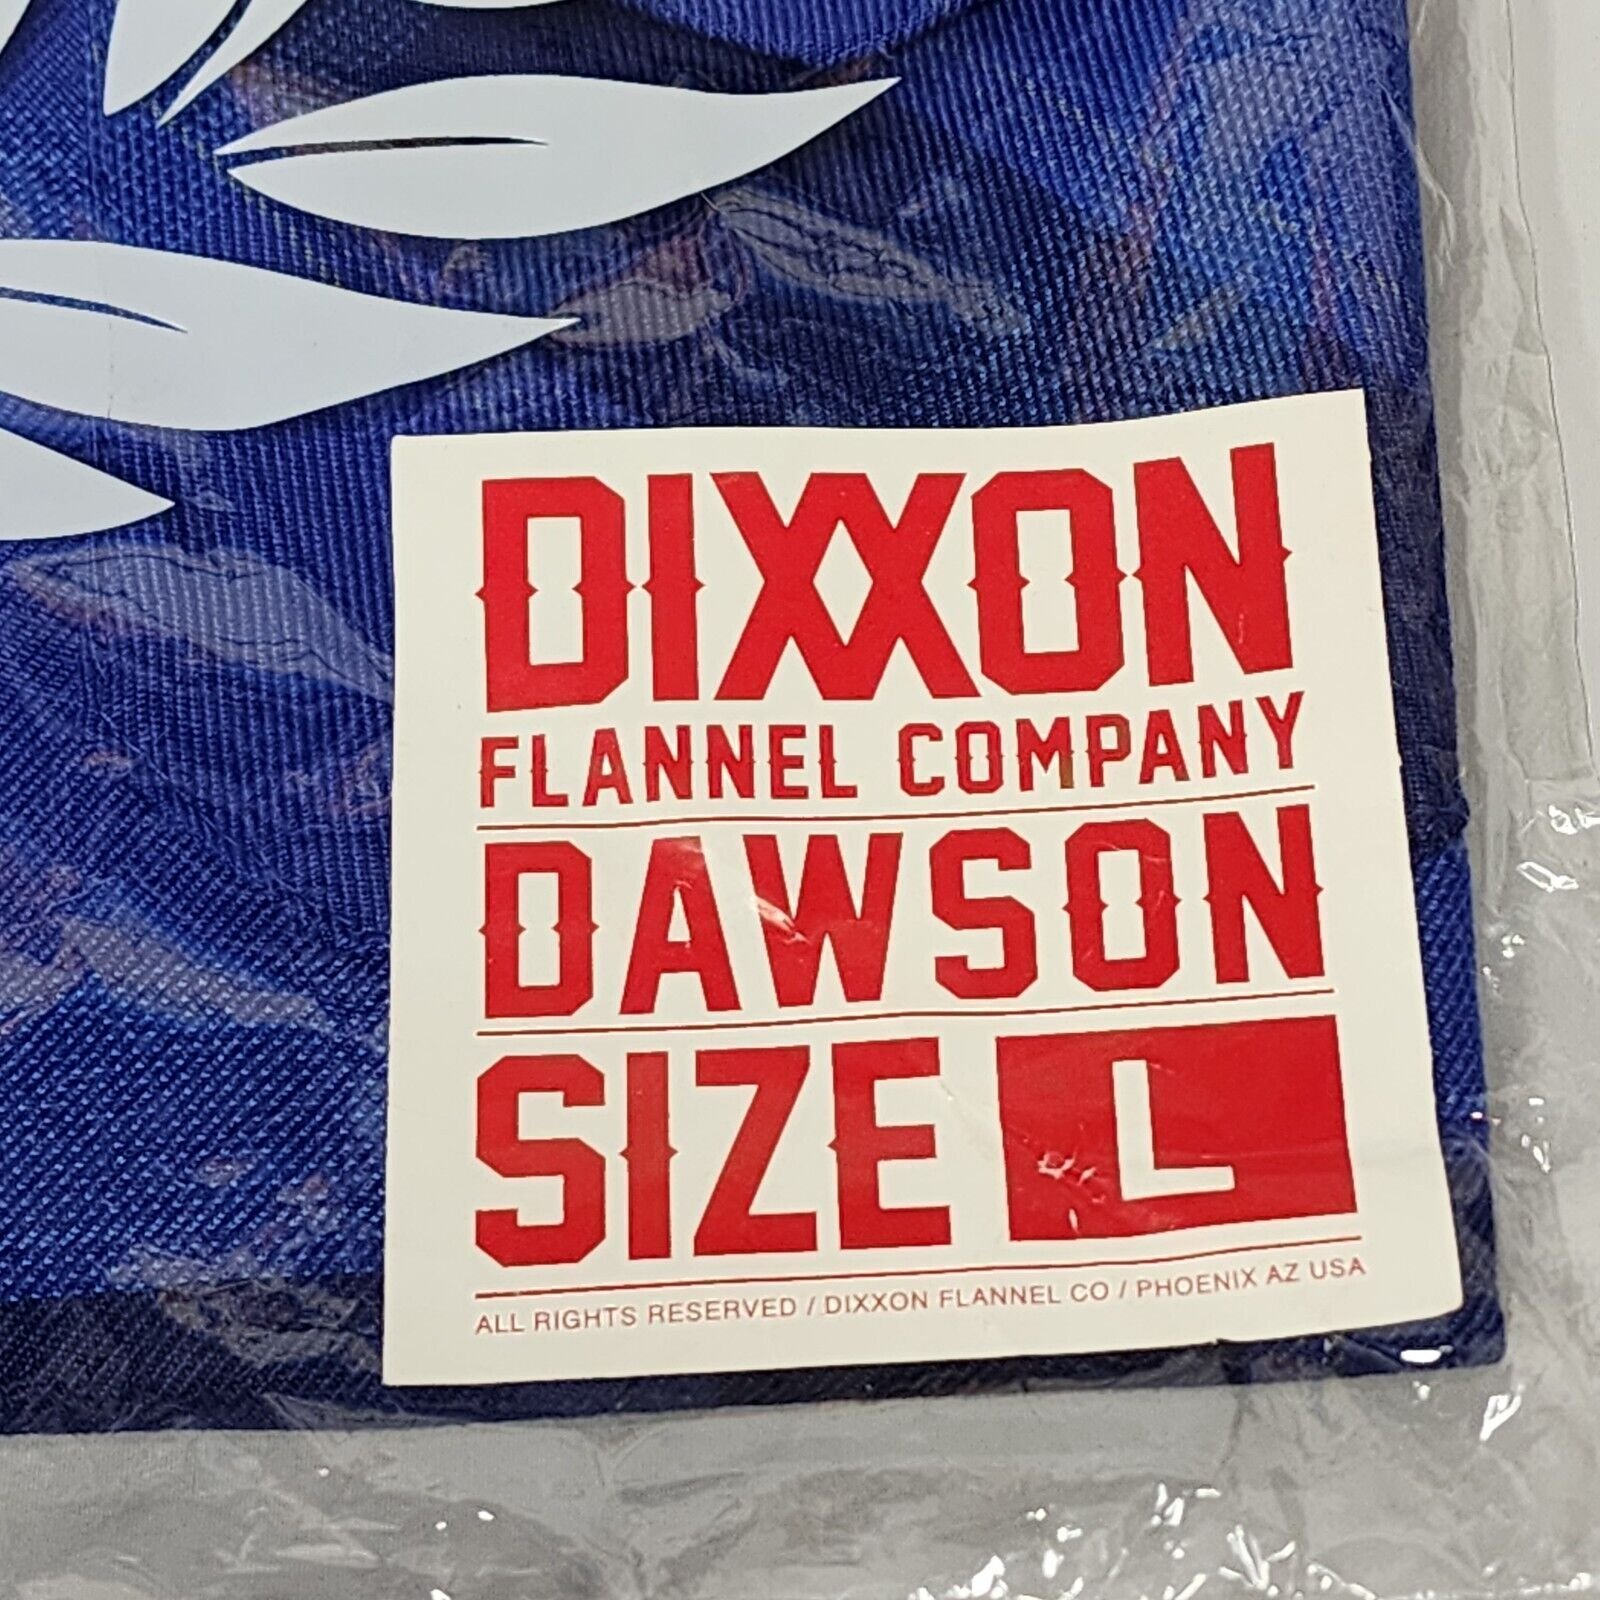 DIXXON
FLANNEL COMPANY
DAWSON
SIZE L
ALL RIGHTS RESERVED / DIXXON FLANNEL CO / PHOENIX AZ USA